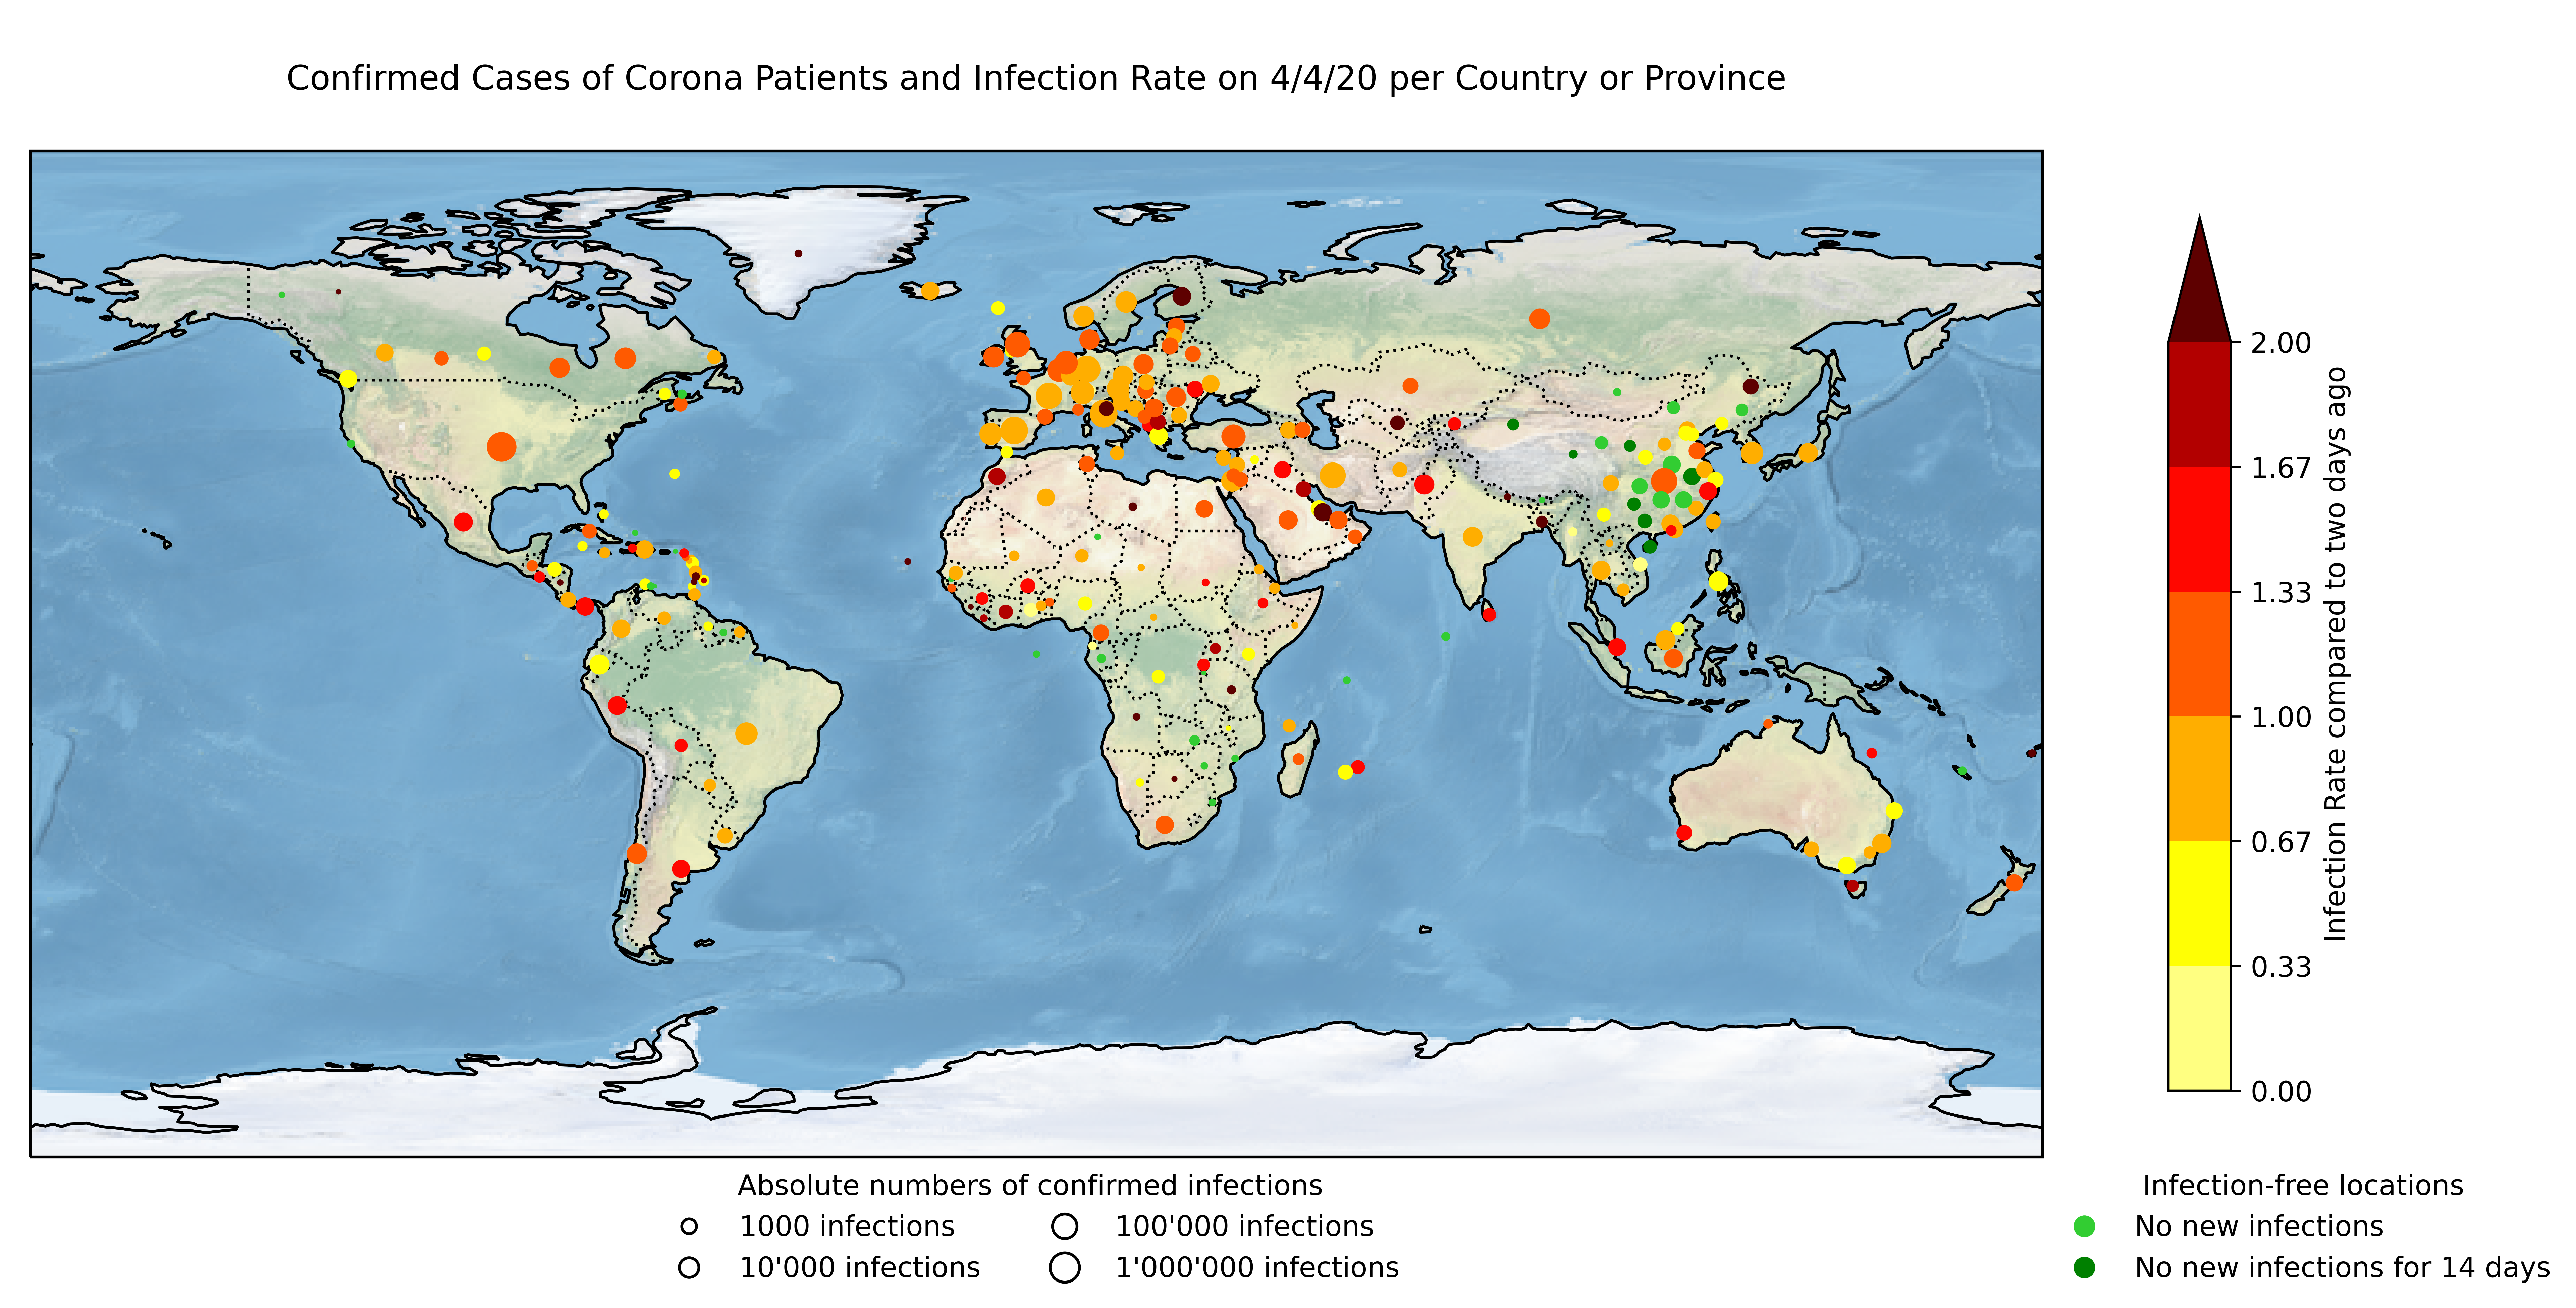 Confirmed Cases of Corona Patients and Infection Rate on 4/4/20 per Country or Province
2.00
1.67
1.33
1.00
0.67
0.33
0.00
Infection Rate compared to two days ago
Absolute numbers of confirmed infections
1000 infections
10'000 infections
100'000 infections
1'000'000 infections
Infection-free locations
No new infections
No new infections for 14 days